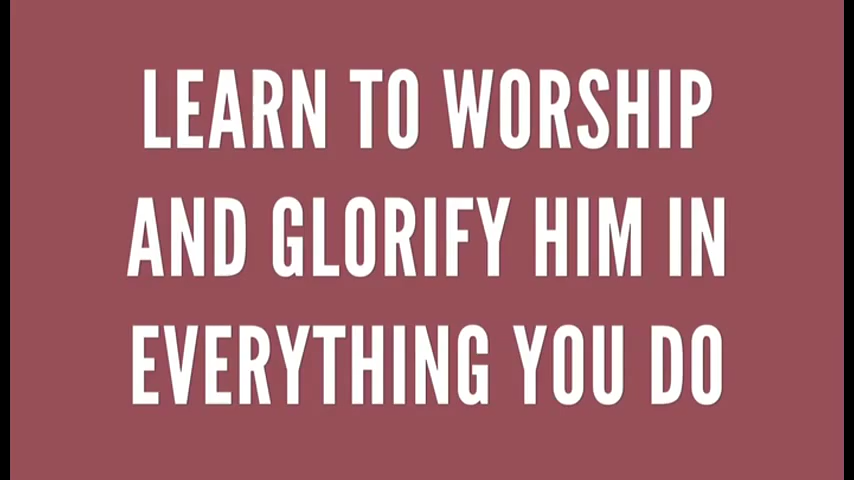 LEARN TO WORSHIP
AND GLORIFY HIM IN
EVERYTHING YOU DO